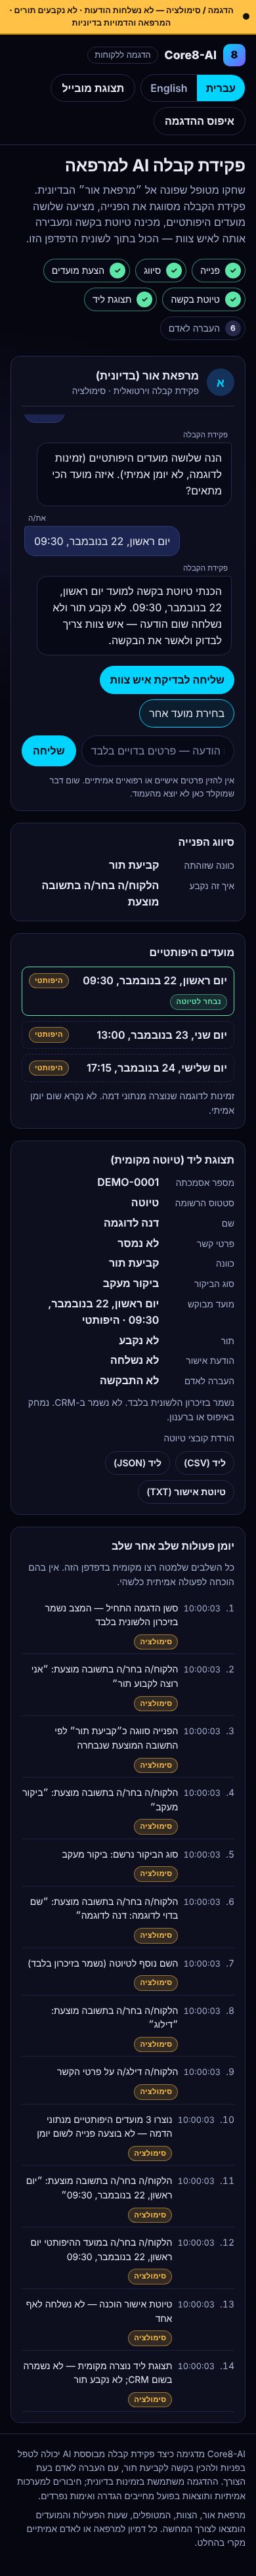 הדגמה / סימולציה — לא נשלחות הודעות · לא נקבעים תורים · המרפאה והדמויות בדיוניות
8
Core8-AI
הדגמה ללקוחות
עברית
English
תצוגת מובייל
איפוס ההדגמה
פקידת קבלה AI למרפאה
שחקו מטופל שפונה אל ״מרפאת אור״ הבדיונית.
פקידת הקבלה מסווגת את הפנייה, מציעה שלושה
מועדים היפותטיים, מכינה טיוטת בקשה ומעבירה
אותה לאיש צוות — הכול בתוך לשונית הדפדפן הזו.
✓ פנייה
✓ סיווג
✓ הצעת מועדים
✓ טיוטת בקשה
✓ תצוגת ליד
6 העברה לאדם
א
מרפאת אור (בדיונית)
פקידת קבלה וירטואלית · סימולציה
פקידת הקבלה
הנה שלושה מועדים היפותטיים (זמינות
לדוגמה, לא יומן אמיתי). איזה מועד הכי
מתאים?
את/ה
יום ראשון, 22 בנובמבר, 09:30
פקידת הקבלה
הכנתי טיוטת בקשה למועד יום ראשון,
22 בנובמבר, 09:30. לא נקבע תור ולא
נשלחה שום הודעה — איש צוות צריך
לבדוק ולאשר את הבקשה.
שליחה לבדיקת איש צוות
בחירת מועד אחר
הודעה — פרטים בדויים בלבד
שליחה
אין להזין פרטים אישיים או רפואיים אמיתיים. שום דבר
שמוקלד כאן לא יוצא מהעמוד.
סיווג הפנייה
כוונה שזוהתה
קביעת תור
איך זה נקבע
הלקוח/ה בחר/ה בתשובה
מוצעת
מועדים היפותטיים
יום ראשון, 22 בנובמבר, 09:30
היפותטי
נבחר לטיוטה
יום שני, 23 בנובמבר, 13:00
היפותטי
יום שלישי, 24 בנובמבר, 17:15
היפותטי
זמינות לדוגמה שנוצרה מנתוני דמה. לא נקרא שום יומן
אמיתי.
תצוגת ליד (טיוטה מקומית)
מספר אסמכתה
DEMO-0001
סטטוס הרשומה
טיוטה
שם
דנה לדוגמה
פרטי קשר
לא נמסר
כוונה
קביעת תור
סוג הביקור
ביקור מעקב
מועד מבוקש
יום ראשון, 22 בנובמבר,
09:30 · היפותטי
תור
לא נקבע
הודעת אישור
לא נשלחה
העברה לאדם
לא התבקשה
נשמר בזיכרון הלשונית בלבד. לא נשמר ב-CRM. נמחק
באיפוס או ברענון.
הורדת קובצי טיוטה
ליד (CSV)
ליד (JSON)
טיוטת אישור (TXT)
יומן פעולות שלב אחר שלב
כל השלבים שלמטה רצו מקומית בדפדפן הזה. אין בהם
הוכחה לפעולה אמיתית כלשהי.
1. 10:00:03 סשן הדגמה התחיל — המצב נשמר
בזיכרון הלשונית בלבד
סימולציה
2. 10:00:03 הלקוח/ה בחר/ה בתשובה מוצעת: ״אני
רוצה לקבוע תור״
סימולציה
3. 10:00:03 הפנייה סווגה כ״קביעת תור״ לפי
התשובה המוצעת שנבחרה
סימולציה
4. 10:00:03 הלקוח/ה בחר/ה בתשובה מוצעת: ״ביקור
מעקב״
סימולציה
5. 10:00:03 סוג הביקור נרשם: ביקור מעקב
סימולציה
6. 10:00:03 הלקוח/ה בחר/ה בתשובה מוצעת: ״שם
בדוי לדוגמה: דנה לדוגמה״
סימולציה
7. 10:00:03 השם נוסף לטיוטה (נשמר בזיכרון בלבד)
סימולציה
8. 10:00:03 הלקוח/ה בחר/ה בתשובה מוצעת:
״דילוג״
סימולציה
9. 10:00:03 הלקוח/ה דילג/ה על פרטי הקשר
סימולציה
10. 10:00:03 נוצרו 3 מועדים היפותטיים מנתוני
הדמה — לא בוצעה פנייה לשום יומן
סימולציה
11. 10:00:03 הלקוח/ה בחר/ה בתשובה מוצעת: ״יום
ראשון, 22 בנובמבר, 09:30״
סימולציה
12. 10:00:03 הלקוח/ה בחר/ה במועד ההיפותטי יום
ראשון, 22 בנובמבר, 09:30
סימולציה
13. 10:00:03 טיוטת אישור הוכנה — לא נשלחה לאף
אחד
סימולציה
14. 10:00:03 תצוגת ליד נוצרה מקומית — לא נשמרה
בשום CRM; לא נקבע תור
סימולציה
Core8-AI מדגימה כיצד פקידת קבלה מבוססת AI יכולה לטפל
בפניות ולהכין בקשה לקביעת תור, עם העברה לאדם בעת
הצורך. ההדגמה משתמשת בזמינות בדיונית; חיבורים למערכות
אמיתיות ותוצאות בפועל מחייבים הגדרה ואימות נפרדים.
מרפאת אור, הצוות, המטופלים, שעות הפעילות והמועדים
הומצאו לצורך המחשה. כל דמיון למרפאה או לאדם אמיתיים
מקרי בהחלט.